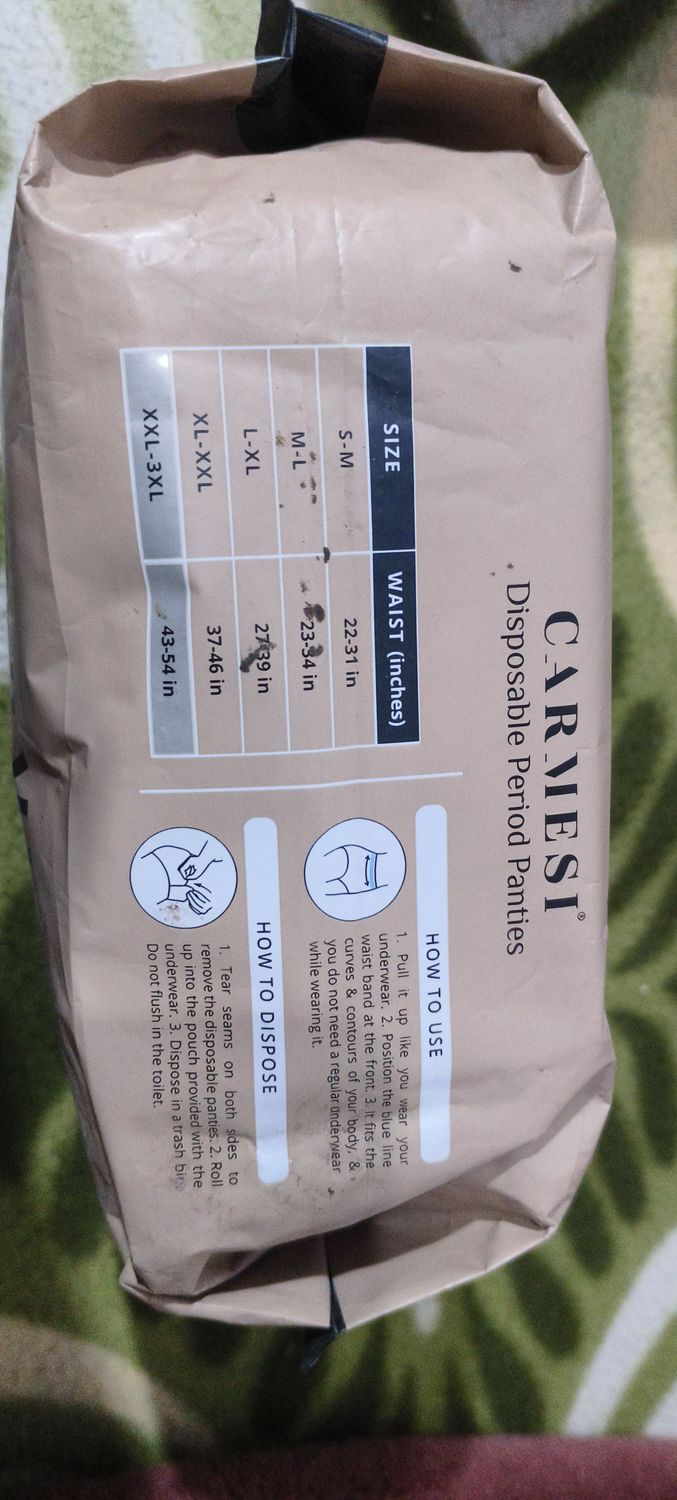 CARMESI®
Disposable Period Panties
SIZE WAIST (inches)
S-M 22-31 in
M-L 23-34 in
L-XL 27-39 in
XL-XXL 37-46 in
XXL-3XL 43-54 in
HOW TO USE
1. Pull it up like you wear your
underwear. 2. Position the blue line
waist band at the front. 3. It fits the
curves & contours of your body, &
you do not need a regular underwear
while wearing it.
HOW TO DISPOSE
1. Tear seams on both sides to
remove the disposable panties. 2. Roll
up into the pouch provided with the
underwear. 3. Dispose in a trash bin.
Do not flush in the toilet.